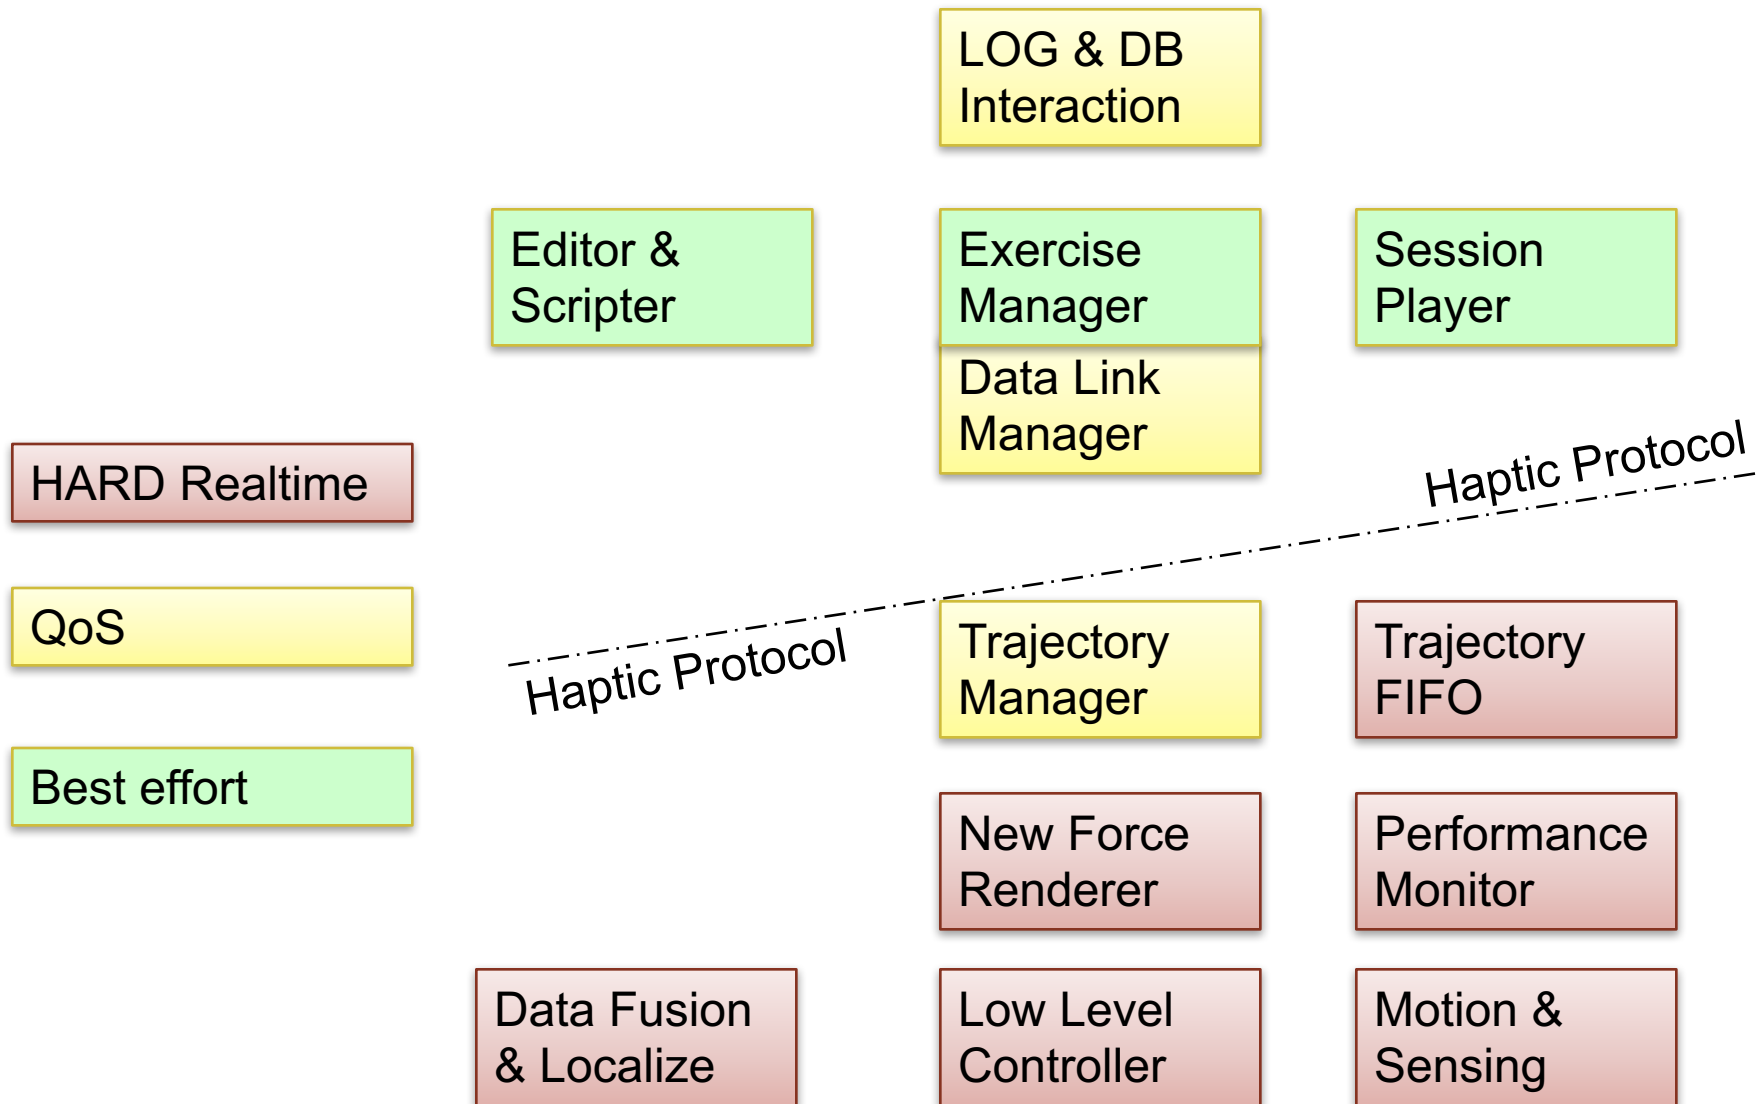 LOG & DB
Interaction
Editor &
Scripter
Exercise
Manager
Session
Player
Data Link
Manager
HARD Realtime
Haptic Protocol
QoS
Haptic Protocol
Trajectory
Manager
Trajectory
FIFO
Best effort
New Force
Renderer
Performance
Monitor
Data Fusion
& Localize
Low Level
Controller
Motion &
Sensing